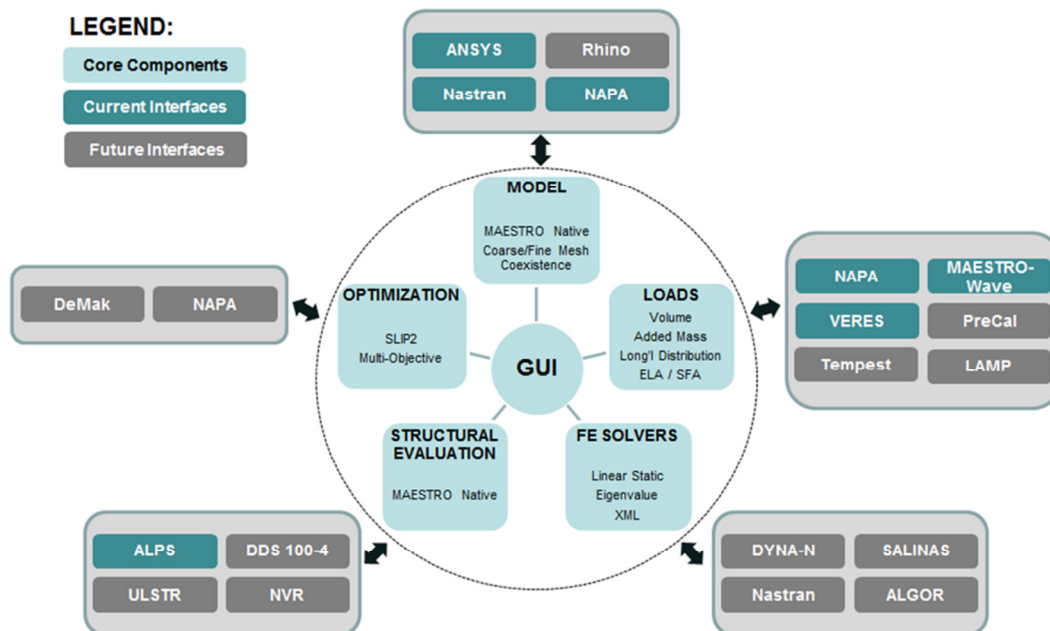 LEGEND:
Core Components
Current Interfaces
Future Interfaces
ANSYS
Rhino
Nastran
NAPA
MODEL
MAESTRO Native
Coarse/Fine Mesh
Coexistence
DeMak
NAPA
OPTIMIZATION
SLIP2
Multi-Objective
GUI
LOADS
Volume
Added Mass
Long'l Distribution
ELA / SFA
NAPA
MAESTRO-
Wave
VERES
PreCal
Tempest
LAMP
STRUCTURAL
EVALUATION
MAESTRO Native
FE SOLVERS
Linear Static
Eigenvalue
XML
ALPS
DDS 100-4
ULSTR
NVR
DYNA-N
SALINAS
Nastran
ALGOR